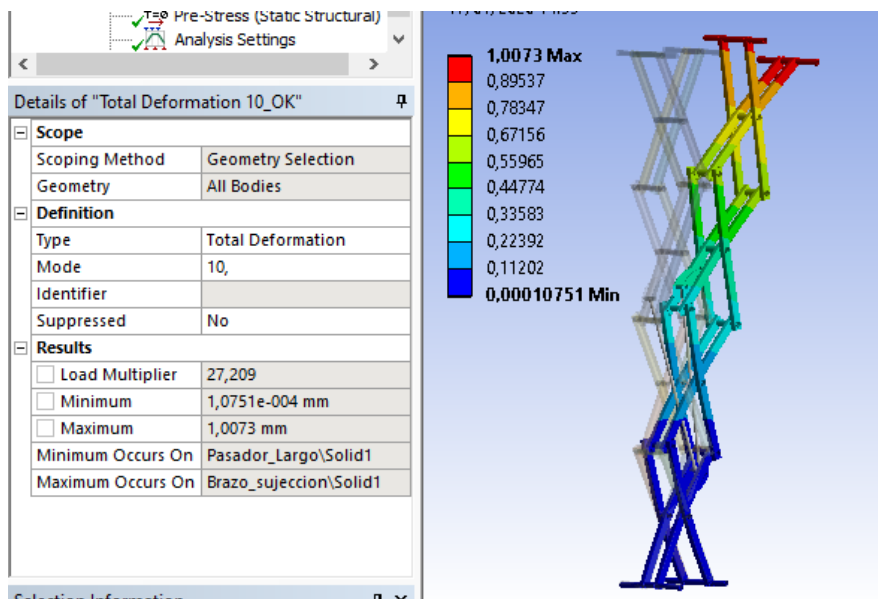 Pre-Stress (Static Structural)
Analysis Settings
Details of "Total Deformation 10_OK"
Scope
Scoping Method Geometry Selection
Geometry All Bodies
Definition
Type Total Deformation
Mode 10,
Identifier
Suppressed No
Results
Load Multiplier 27,209
Minimum 1,0751e-004 mm
Maximum 1,0073 mm
Minimum Occurs On Pasador_Largo\Solid1
Maximum Occurs On Brazo_sujeccion\Solid1
Selection Information
1,0073 Max
0,89537
0,78347
0,67156
0,55965
0,44774
0,33583
0,22392
0,11202
0,00010751 Min